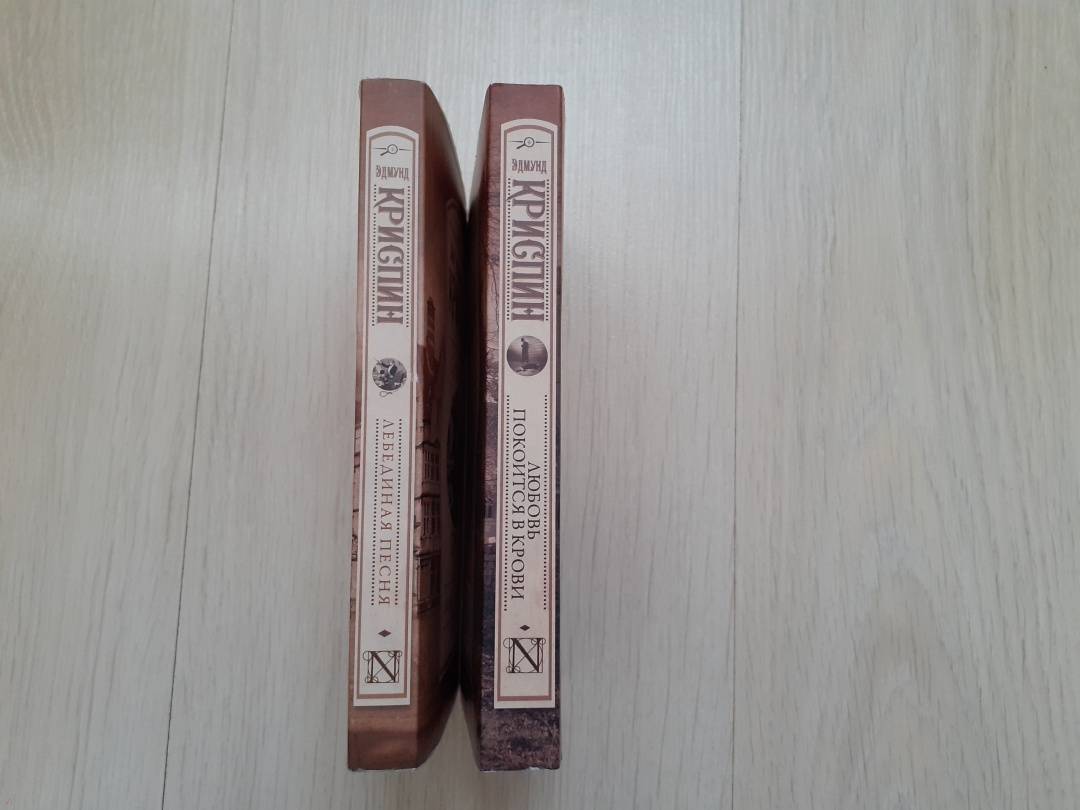 ЭДМУНД
КРИСПИН
ЛЕБЕДИНАЯ ПЕСНЯ
N
ЭДМУНД
КРИСПИН
ЛЮБОВЬ
ПОКОИТСЯ В КРОВИ
N